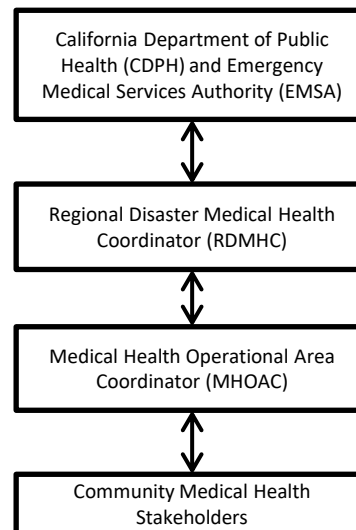 California Department of Public
Health (CDPH) and Emergency
Medical Services Authority (EMSA)
Regional Disaster Medical Health
Coordinator (RDMHC)
Medical Health Operational Area
Coordinator (MHOAC)
Community Medical Health
Stakeholders